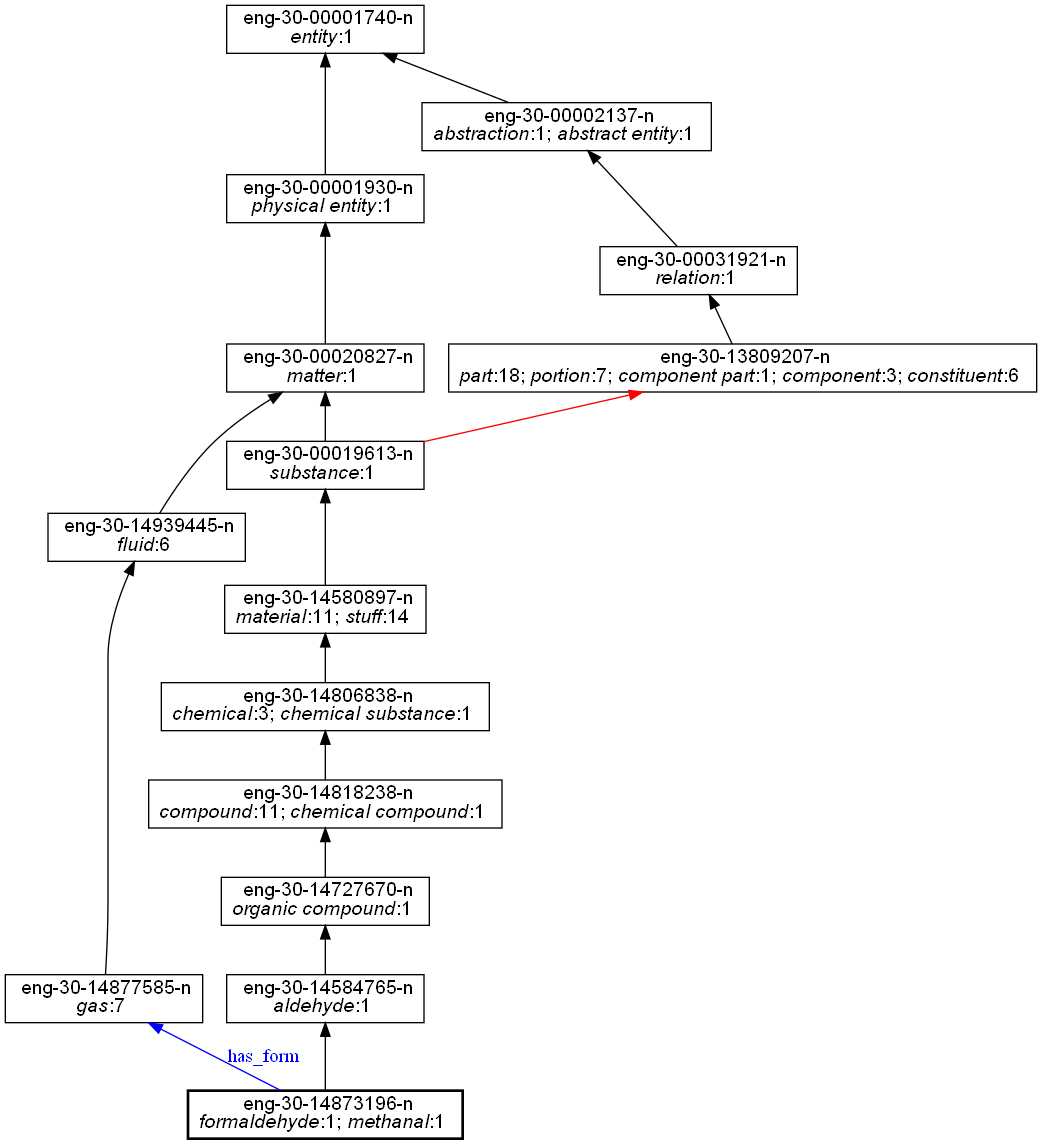 eng-30-00001740-n
entity:1
eng-30-00002137-n
abstraction:1; abstract entity:1
eng-30-00001930-n
physical entity:1
eng-30-00031921-n
relation:1
eng-30-00020827-n
matter:1
eng-30-13809207-n
part:18; portion:7; component part:1; component:3; constituent:6
eng-30-00019613-n
substance:1
eng-30-14939445-n
fluid:6
eng-30-14580897-n
material:11; stuff:14
eng-30-14806838-n
chemical:3; chemical substance:1
eng-30-14818238-n
compound:11; chemical compound:1
eng-30-14727670-n
organic compound:1
eng-30-14877585-n
gas:7
eng-30-14584765-n
aldehyde:1
has_form
eng-30-14873196-n
formaldehyde:1; methanal:1